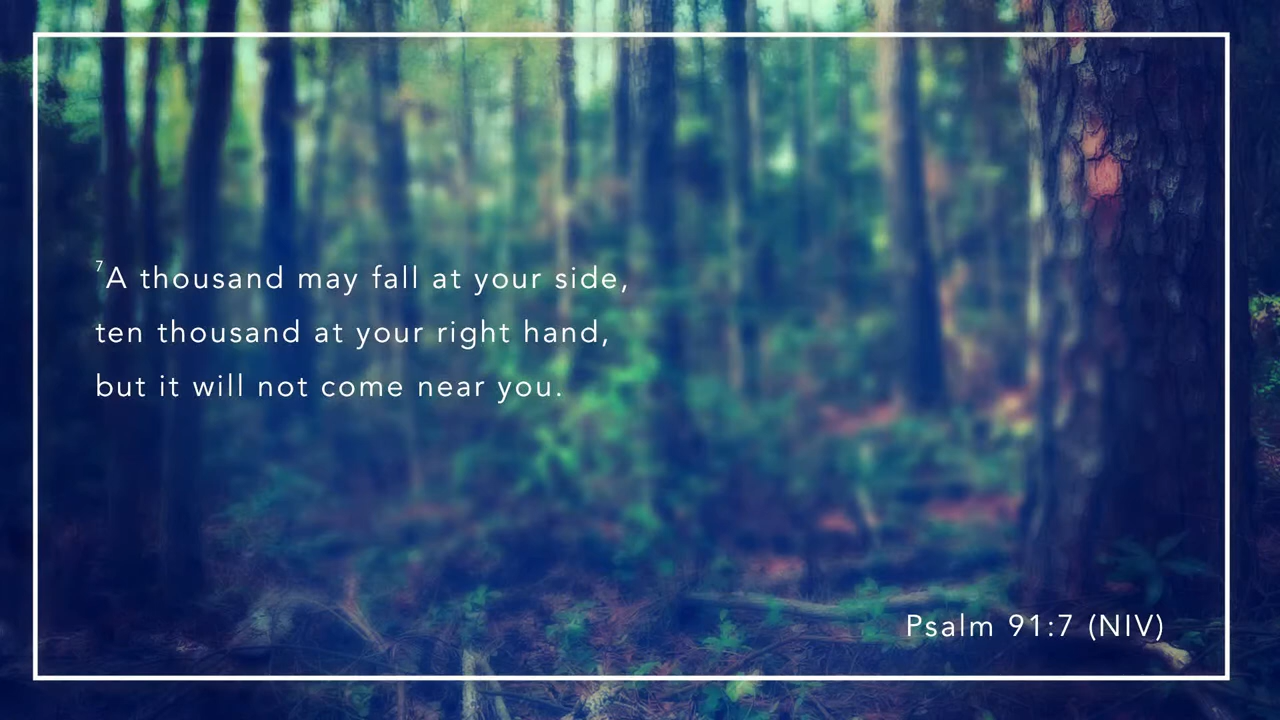 ⁷A thousand may fall at your side,
ten thousand at your right hand,
but it will not come near you.
Psalm 91:7 (NIV)